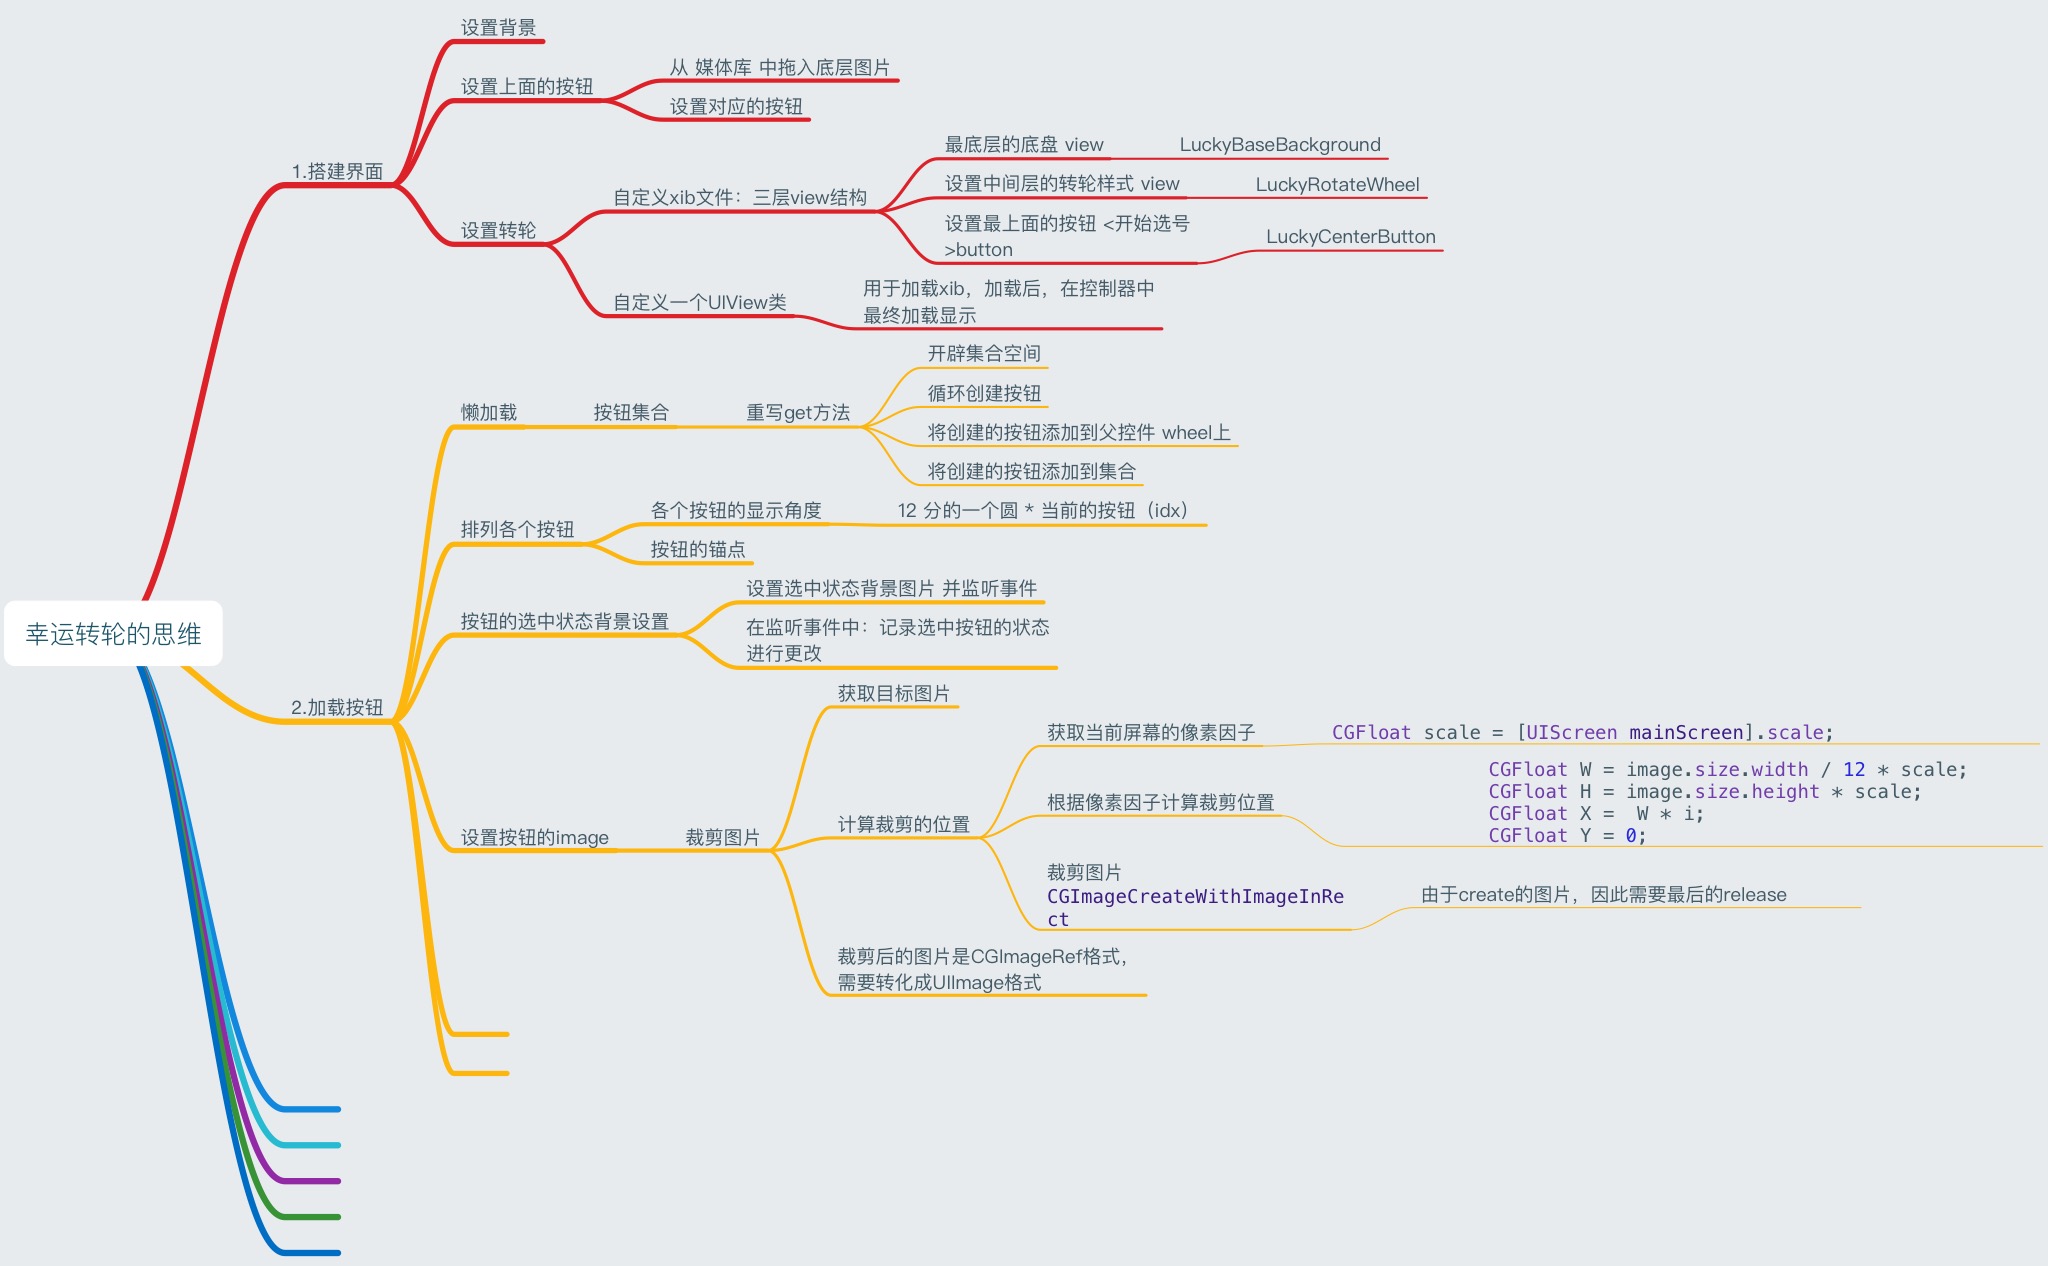 设置背景
设置上面的按钮
从 媒体库 中拖入底层图片
设置对应的按钮
1.搭建界面
设置转轮
自定义xib文件：三层view结构
最底层的底盘 view
LuckyBaseBackground
设置中间层的转轮样式 view
LuckyRotateWheel
设置最上面的按钮 <开始选号
>button
LuckyCenterButton
自定义一个UIView类
用于加载xib，加载后，在控制器中
最终加载显示
幸运转轮的思维
2.加载按钮
懒加载
按钮集合
重写get方法
开辟集合空间
循环创建按钮
将创建的按钮添加到父控件 wheel上
将创建的按钮添加到集合
排列各个按钮
各个按钮的显示角度
12 分的一个圆 * 当前的按钮（idx）
按钮的锚点
按钮的选中状态背景设置
设置选中状态背景图片 并监听事件
在监听事件中：记录选中按钮的状态
进行更改
设置按钮的image
裁剪图片
获取目标图片
计算裁剪的位置
获取当前屏幕的像素因子
CGFloat scale = [UIScreen mainScreen].scale;
根据像素因子计算裁剪位置
CGFloat W = image.size.width / 12 * scale;
CGFloat H = image.size.height * scale;
CGFloat X =  W * i;
CGFloat Y = 0;
裁剪图片
CGImageCreateWithImageInRe
ct
由于create的图片，因此需要最后的release
裁剪后的图片是CGImageRef格式，
需要转化成UIImage格式